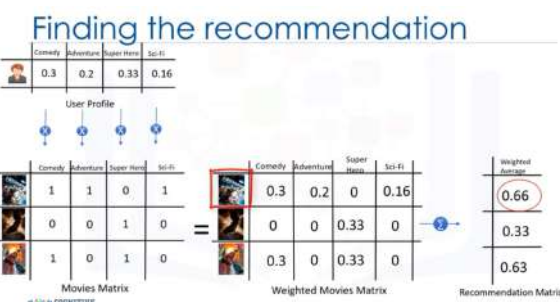 Finding the recommendation
Comedy Adventure Super Hero Sci-Fi
0.3 0.2 0.33 0.16
User Profile
X X X X
Comedy Adventure Super Hero Sci-Fi
1 1 0 1
0 0 1 0
1 0 1 0
Movies Matrix
=
Comedy Adventure Super Hero Sci-Fi
0.3 0.2 0 0.16
0 0 0.33 0
0.3 0 0.33 0
Weighted Movies Matrix
Σ
Weighted Average
0.66
0.33
0.63
Recommendation Matrix